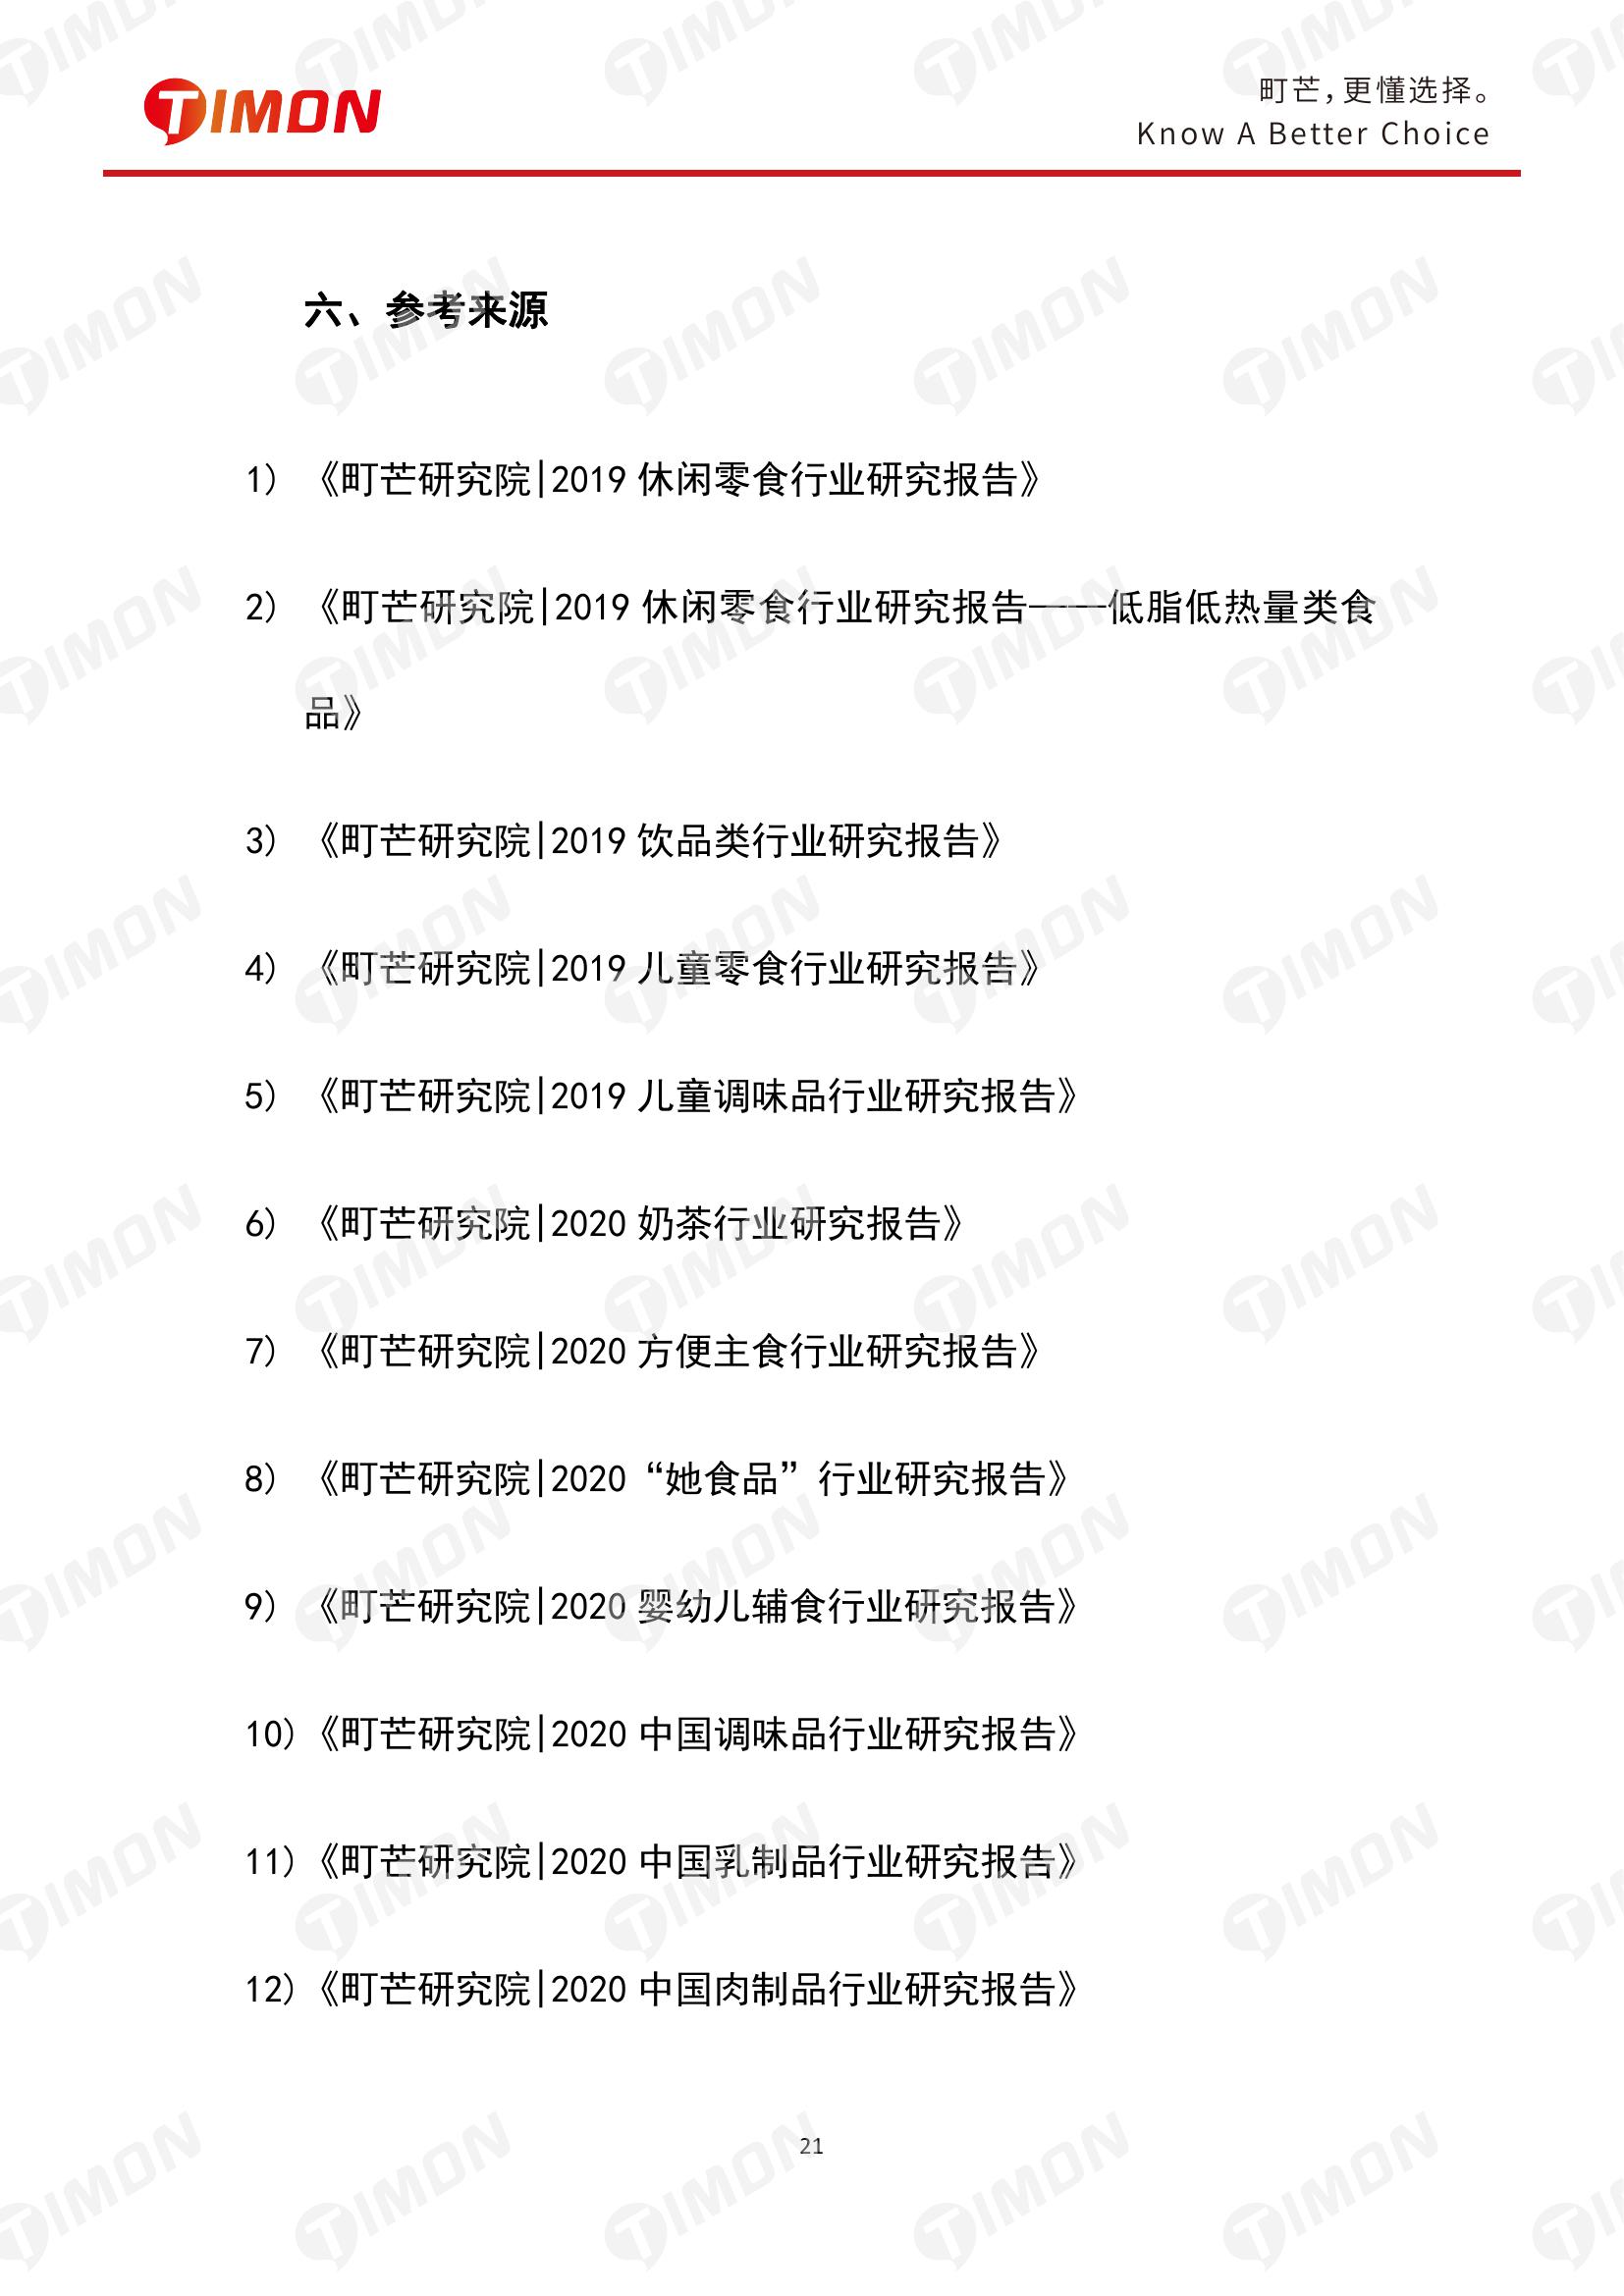 TIMON
町芒，更懂选择。
Know A Better Choice
六、参考来源
1) 《町芒研究院|2019 休闲零食行业研究报告》
2) 《町芒研究院|2019 休闲零食行业研究报告——低脂低热量类食
品》
3) 《町芒研究院|2019 饮品类行业研究报告》
4) 《町芒研究院|2019 儿童零食行业研究报告》
5) 《町芒研究院|2019 儿童调味品行业研究报告》
6) 《町芒研究院|2020 奶茶行业研究报告》
7) 《町芒研究院|2020 方便主食行业研究报告》
8) 《町芒研究院|2020 “她食品” 行业研究报告》
9) 《町芒研究院|2020 婴幼儿辅食行业研究报告》
10) 《町芒研究院|2020 中国调味品行业研究报告》
11) 《町芒研究院|2020 中国乳制品行业研究报告》
12) 《町芒研究院|2020 中国肉制品行业研究报告》
21